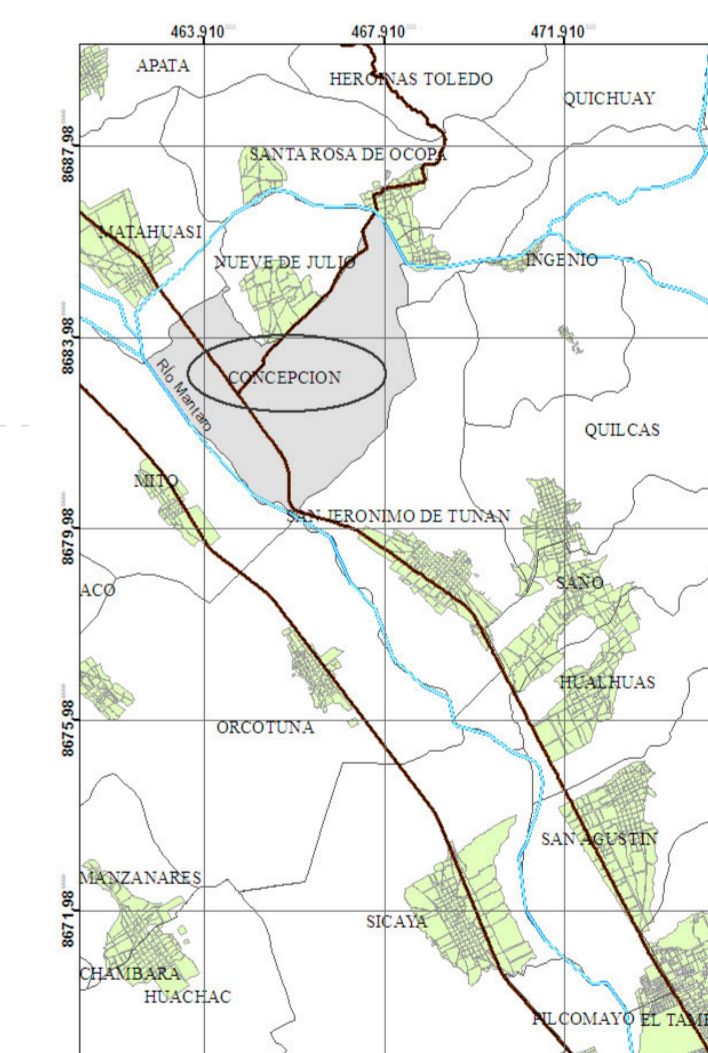 463.910 467.910 471.910
APATA
HEROINAS TOLEDO
QUICHUAY
8687.98
SANTA ROSA DE OCOPA
MATAHUASI
NUEVE DE JULIO
INGENIO
8683.98
RÍo Mantaro
CONCEPCION
QUILCAS
MITO
SAN JERONIMO DE TUNAN
8679.98
ACO
SAÑO
HUALHUAS
8675.98
ORCOTUNA
SAN AGUSTIN
MANZANARES
8671.98
SICAYA
CHAMBARA
HUACHAC
PILCOMAYO EL TAM